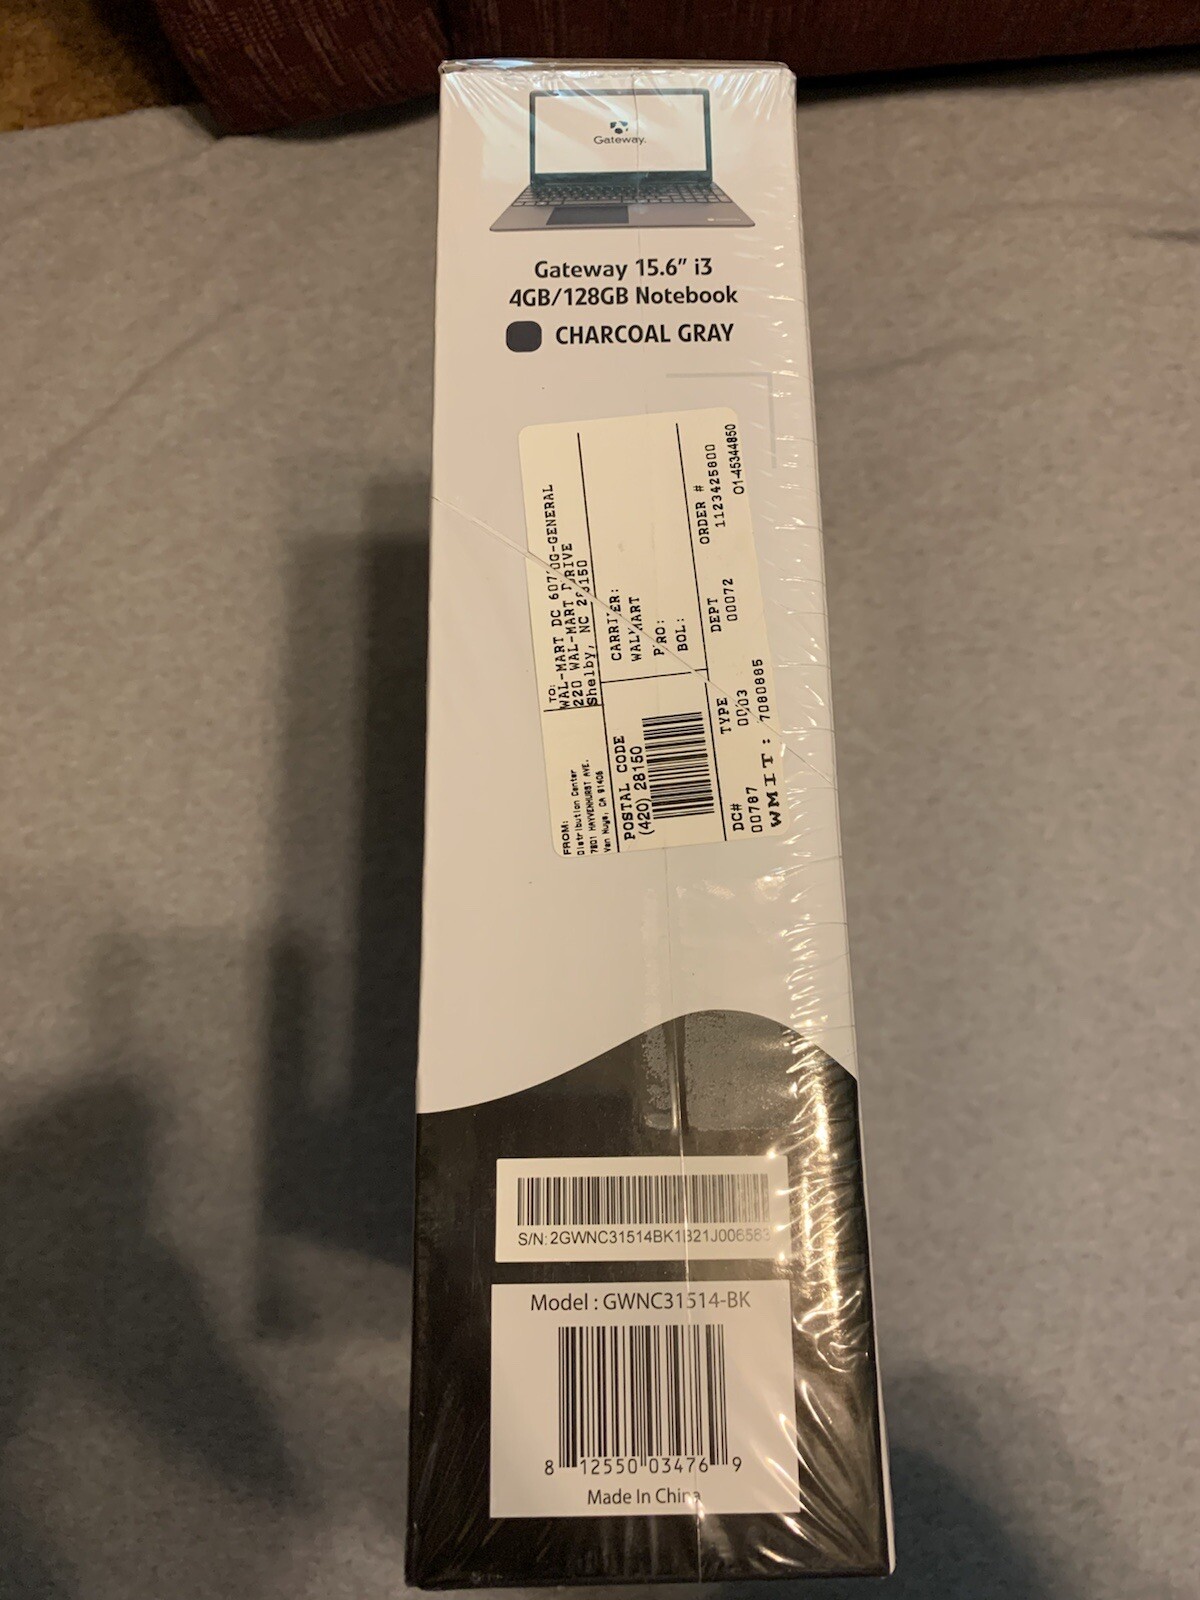 Gateway.
Gateway 15.6” i3
4GB/128GB Notebook
CHARCOAL GRAY
FROM:
Distribution Center
7801 HAYVENHURST AVE.
Van Nuys, CA 91406
TO:
WAL-MART DC
220 WAL-MART DRIVE
Shelby, NC 28150
POSTAL CODE
(420) 28150
CARRIER:
WALMART
PRO:
BOL:
DC#
00787
TYPE
0003
DEPT
00072
ORDER #
1123425800
WMIT: 7080885
01-45344850
S/N: 2GWNC31514BK1B21J006563
Model : GWNC31514-BK
8 12550 03476 9
Made In China